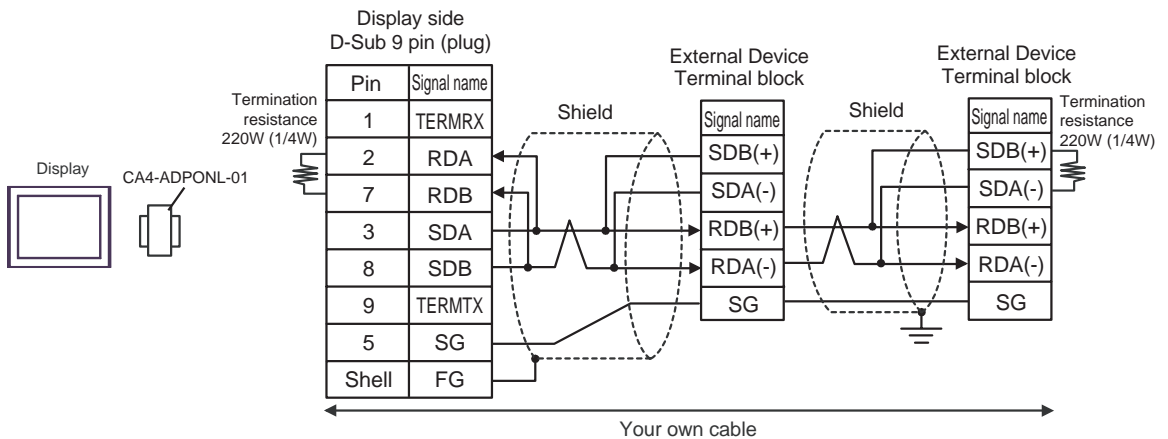 Display side
D-Sub 9 pin (plug)
External Device
Terminal block
External Device
Terminal block
Pin
Signal name
1
TERMRX
2
RDA
7
RDB
3
SDA
8
SDB
9
TERMTX
5
SG
Shell
FG
Termination
resistance
220W (1/4W)
Display
CA4-ADPONL-01
Shield
Signal name
SDB(+)
SDA(-)
RDB(+)
RDA(-)
SG
Shield
Signal name
SDB(+)
SDA(-)
RDB(+)
RDA(-)
SG
Termination
resistance
220W (1/4W)
Your own cable